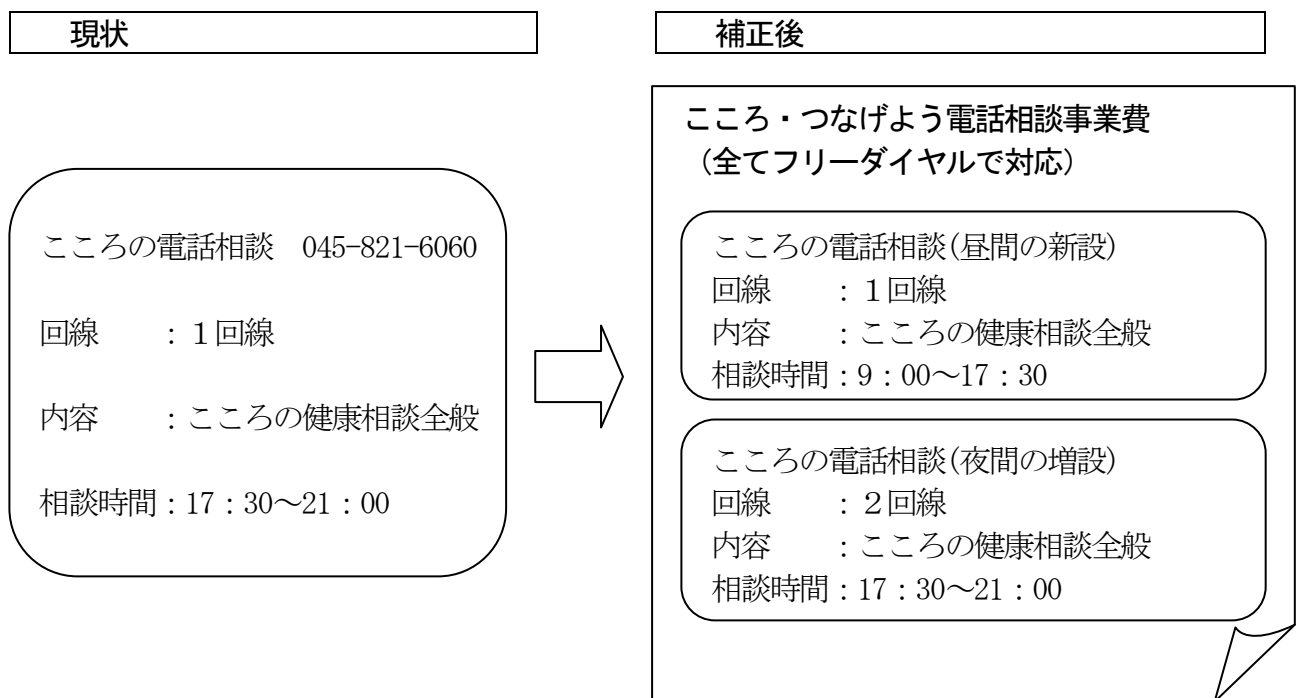 現状
こころの電話相談　045-821-6060
回線　　：１回線
内容　　：こころの健康相談全般
相談時間：17：30～21：00
補正後
こころ・つなげよう電話相談事業費
（全てフリーダイヤルで対応）
こころの電話相談(昼間の新設)
回線　　：１回線
内容　　：こころの健康相談全般
相談時間：9：00～17：30
こころの電話相談(夜間の増設)
回線　　：２回線
内容　　：こころの健康相談全般
相談時間：17：30～21：00